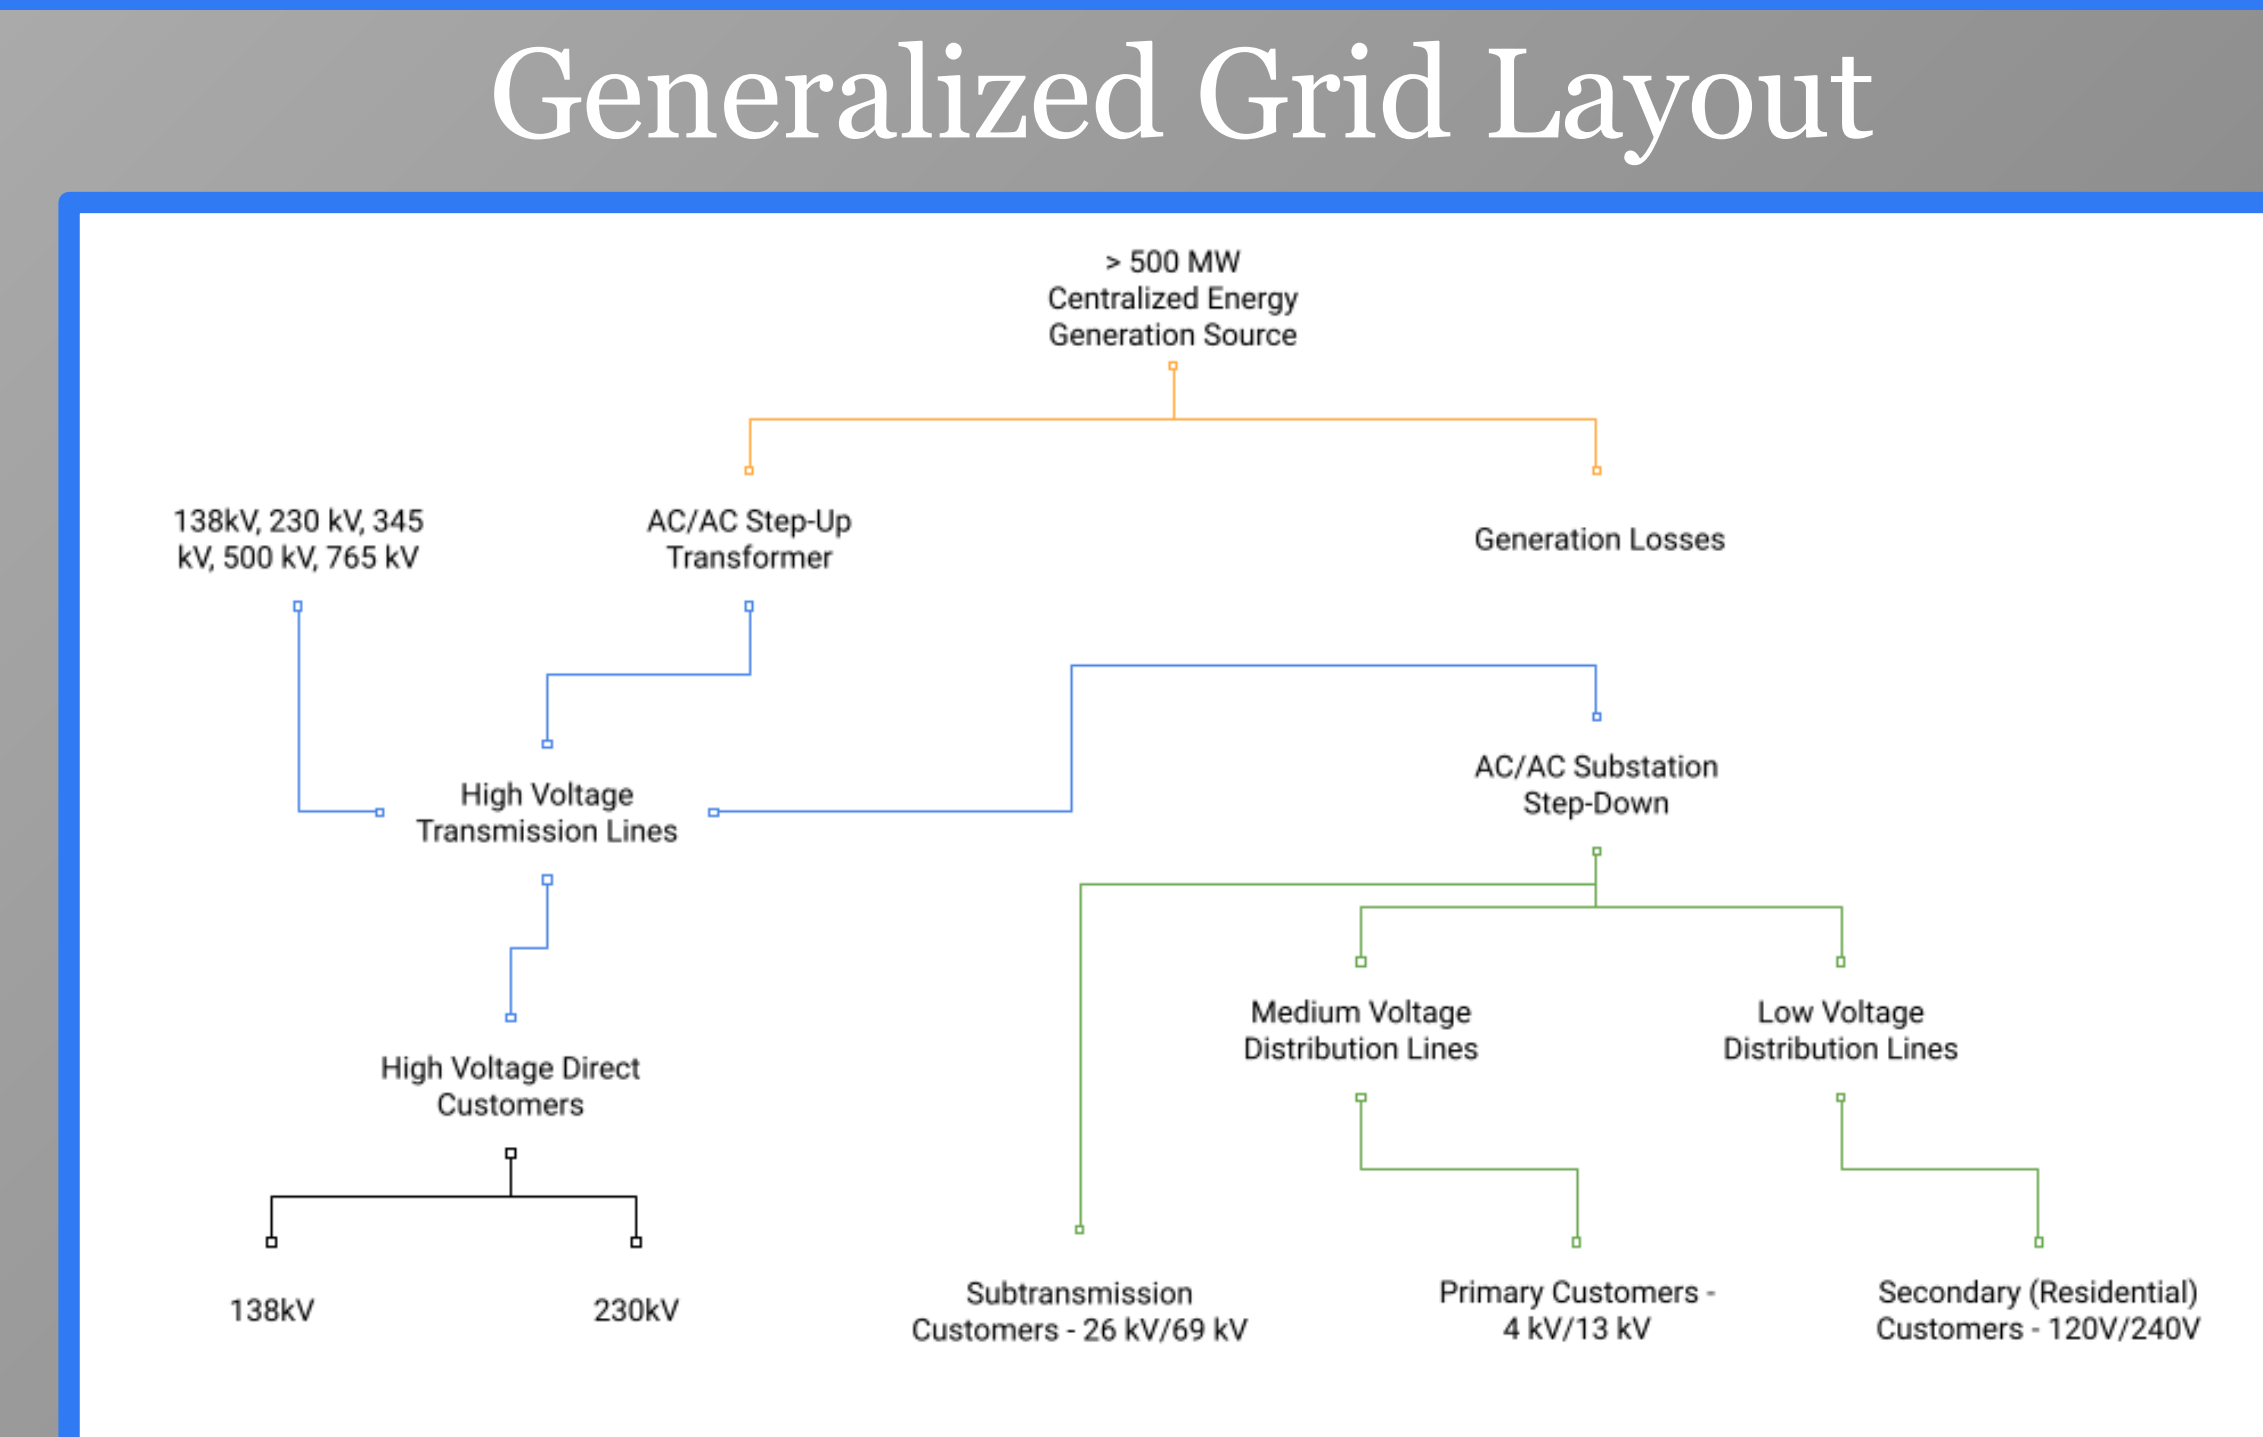 Generalized Grid Layout
> 500 MW
Centralized Energy
Generation Source
138kV, 230 kV, 345
kV, 500 kV, 765 kV
AC/AC Step-Up
Transformer
Generation Losses
High Voltage
Transmission Lines
AC/AC Substation
Step-Down
High Voltage Direct
Customers
Medium Voltage
Distribution Lines
Low Voltage
Distribution Lines
138kV
230kV
Subtransmission
Customers - 26 kV/69 kV
Primary Customers -
4 kV/13 kV
Secondary (Residential)
Customers - 120V/240V